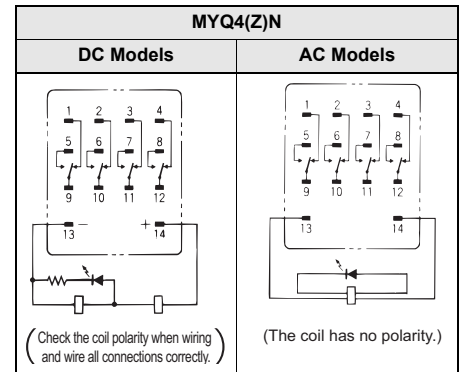 MYQ4(Z)N
DC Models
AC Models
1 2 3 4
5 6 7 8
9 10 11 12
13 − + 14
(Check the coil polarity when wiring
and wire all connections correctly.)
1 2 3 4
5 6 7 8
9 10 11 12
13 14
(The coil has no polarity.)